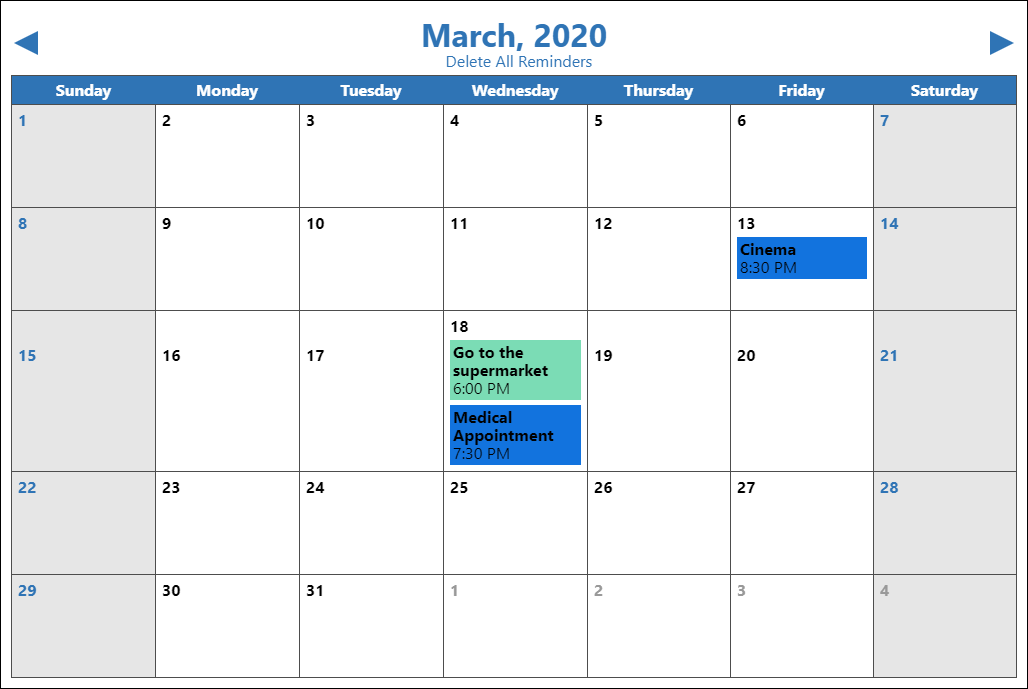 March, 2020
Delete All Reminders
Sunday Monday Tuesday Wednesday Thursday Friday Saturday
1 2 3 4 5 6 7
8 9 10 11 12 13 14
Cinema
8:30 PM
15 16 17 18 19 20 21
Go to the
supermarket
6:00 PM
Medical
Appointment
7:30 PM
22 23 24 25 26 27 28
29 30 31 1 2 3 4